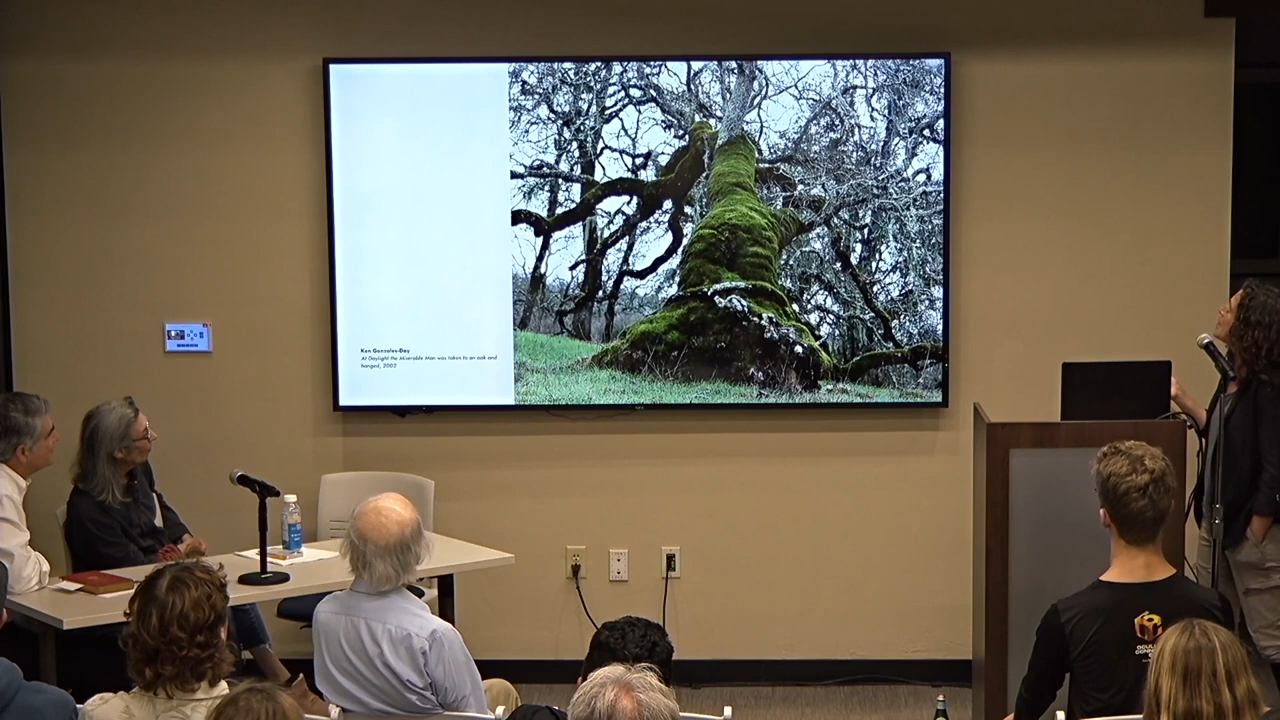 Ken Gonzales-Day
At Daylight the Miserable Man was taken to an oak and
hanged, 2002